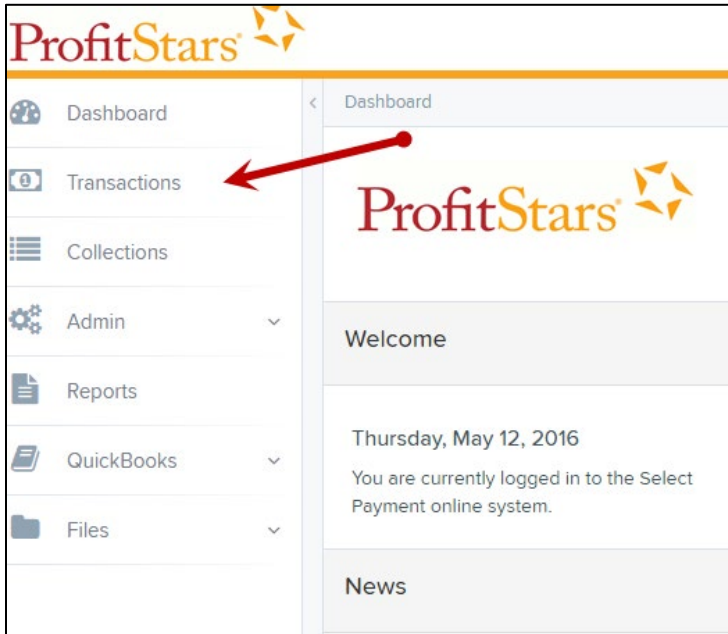 ProfitStars
Dashboard
Transactions
Collections
Admin
Reports
QuickBooks
Files
Dashboard
ProfitStars®
Welcome
Thursday, May 12, 2016
You are currently logged in to the Select
Payment online system.
News